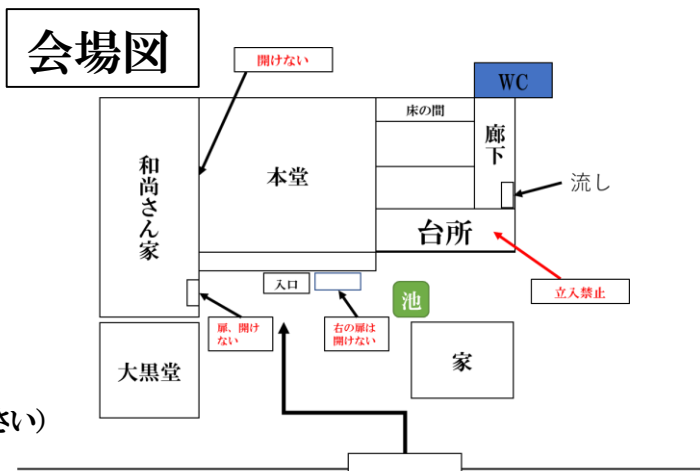 会場図
開けない
WC
床の間
廊下
和尚さん家
本堂
流し
台所
入口
池
立入禁止
扉、開け
ない
右の扉は
開けない
家
大黒堂
さい）